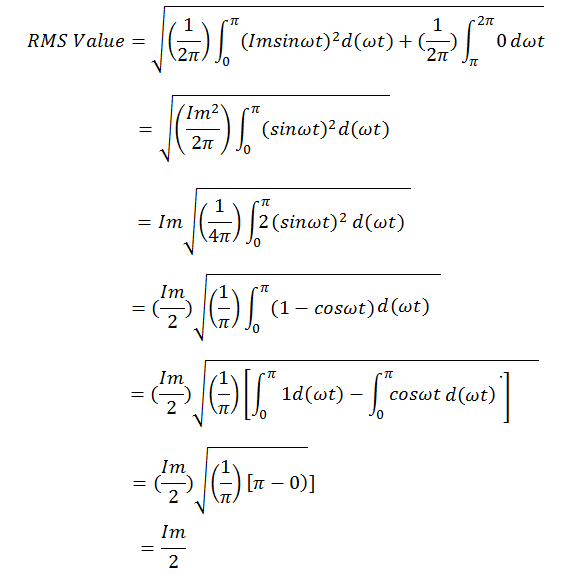 RMS Value = √((1/2π) ∫₀^π (Imsinωt)² d(ωt) + (1/2π) ∫_π^2π 0 dωt
= √((Im²/2π) ∫₀^π (sinωt)² d(ωt)
= Im √((1/4π) ∫₀^π 2(sinωt)² d(ωt)
= (Im/2) √((1/π) ∫₀^π (1 − cosωt) d(ωt)
= (Im/2) √((1/π) [∫₀^π 1d(ωt) − ∫₀^π cosωt d(ωt)]
= (Im/2) √((1/π) [π − 0)]
= Im/2